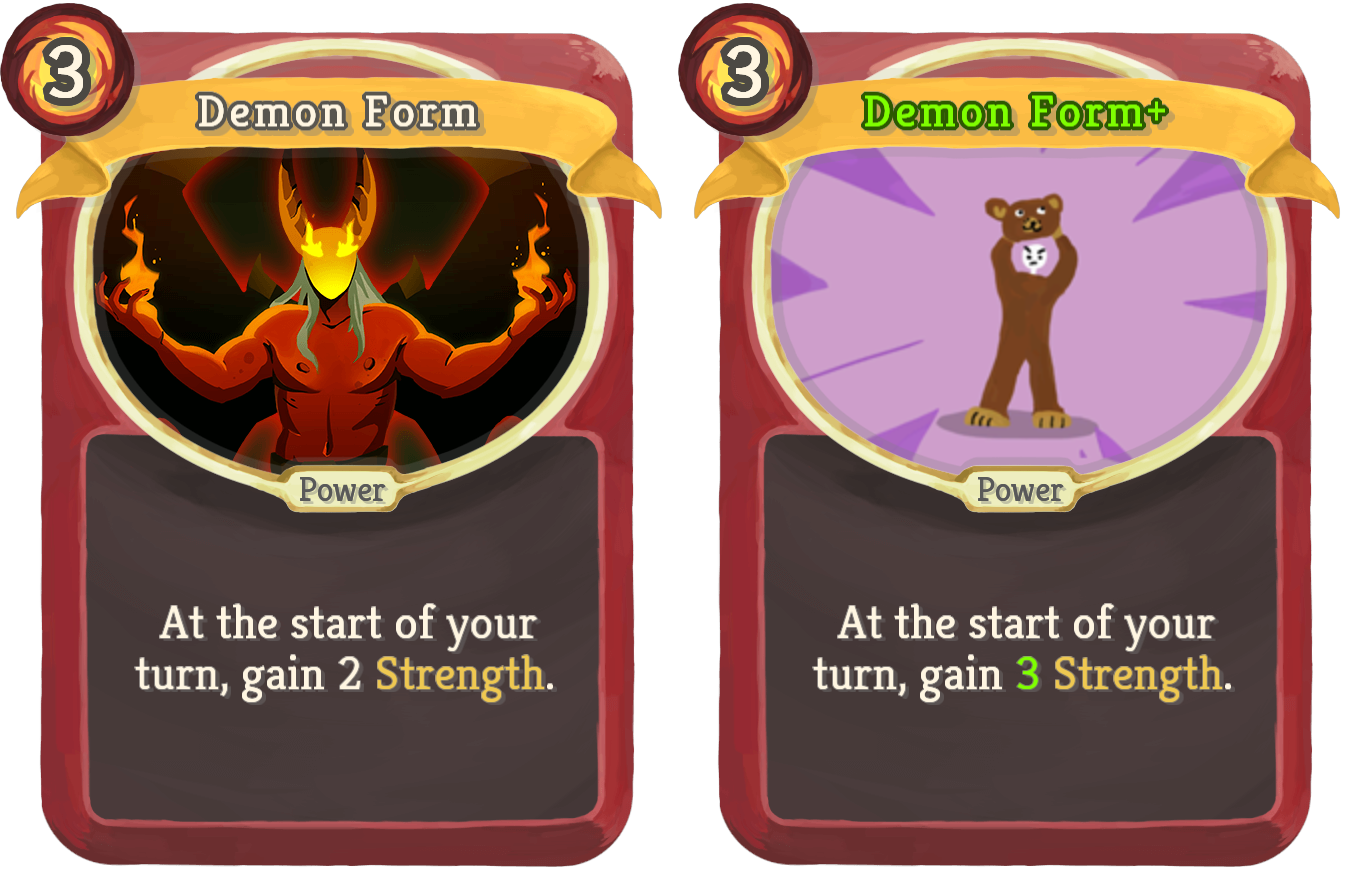 3
Demon Form
Power
At the start of your
turn, gain 2 Strength.
3
Demon Form+
Power
At the start of your
turn, gain 3 Strength.